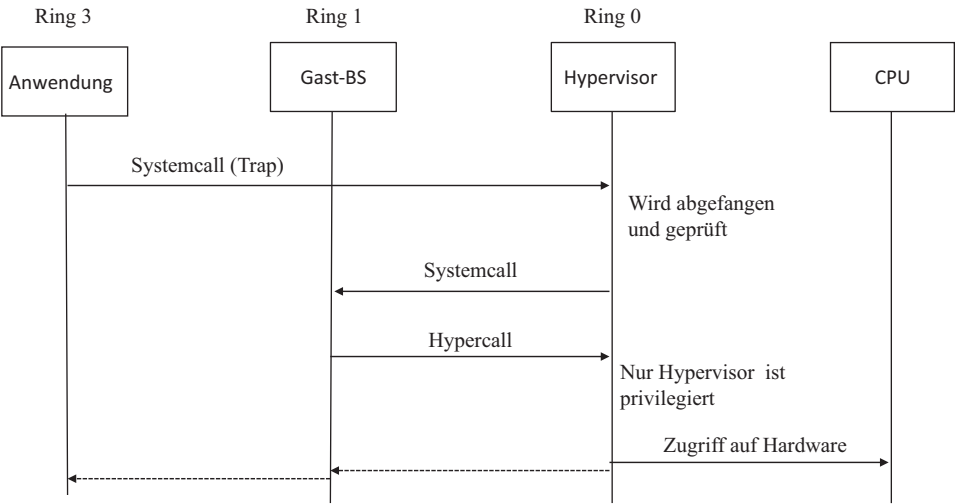 Ring 3
Ring 1
Ring 0
Anwendung
Gast-BS
Hypervisor
CPU
Systemcall (Trap)
Wird abgefangen
und geprüft
Systemcall
Hypercall
Nur Hypervisor ist
privilegiert
Zugriff auf Hardware